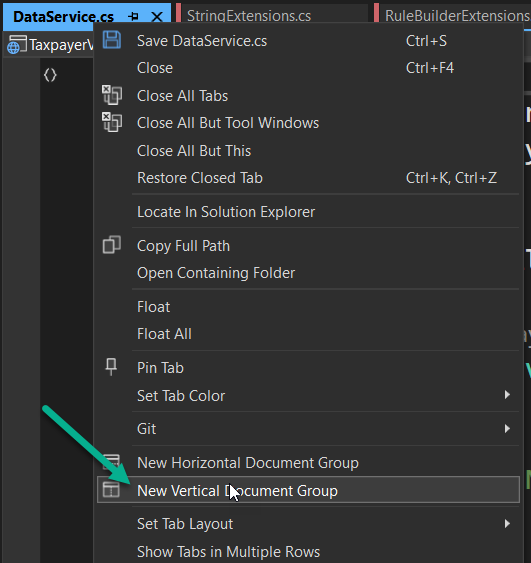 DataService.cs StringExtensions.cs RuleBuilderExtensions
TaxpayerV
Save DataService.cs Ctrl+S
Close Ctrl+F4
Close All Tabs
Close All But Tool Windows
Close All But This
Restore Closed Tab Ctrl+K, Ctrl+Z
Locate In Solution Explorer
Copy Full Path
Open Containing Folder
Float
Float All
Pin Tab
Set Tab Color
Git
New Horizontal Document Group
New Vertical Document Group
Set Tab Layout
Show Tabs in Multiple Rows